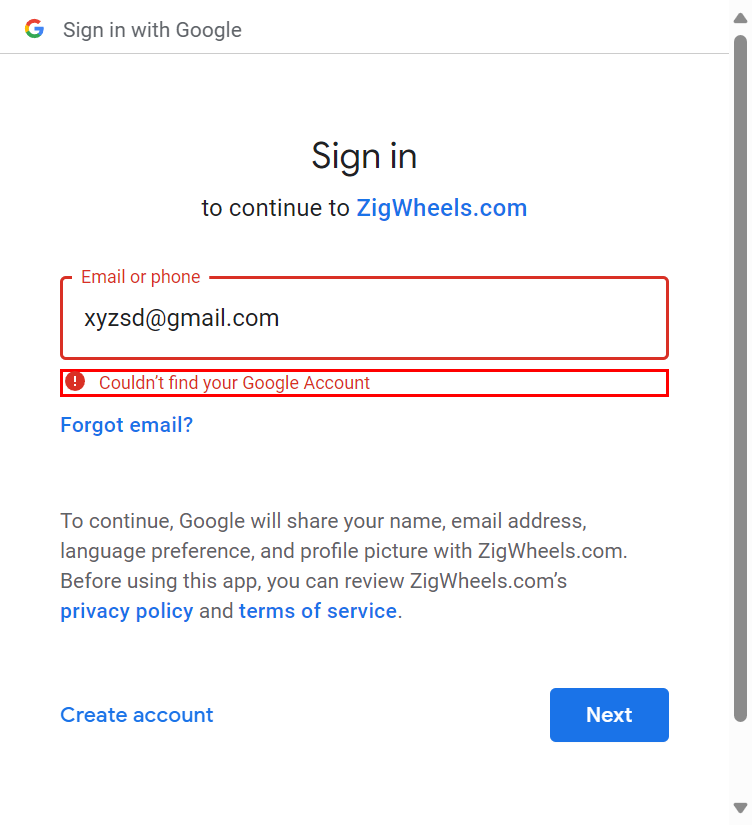 Sign in with Google
Sign in
to continue to ZigWheels.com
Email or phone
xyzsd@gmail.com
Couldn’t find your Google Account
Forgot email?
To continue, Google will share your name, email address,
language preference, and profile picture with ZigWheels.com.
Before using this app, you can review ZigWheels.com’s
privacy policy and terms of service.
Create account
Next